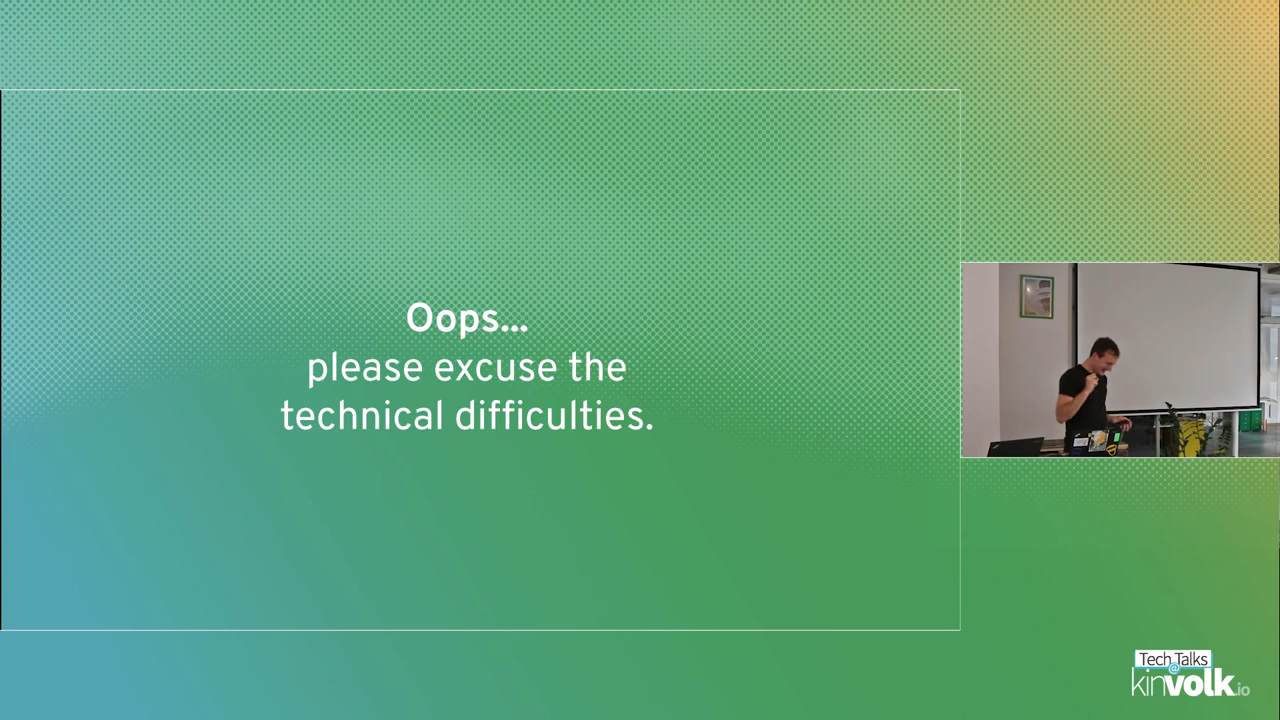 Oops...
please excuse the
technical difficulties.
Tech Talks
@
kinvolk.io